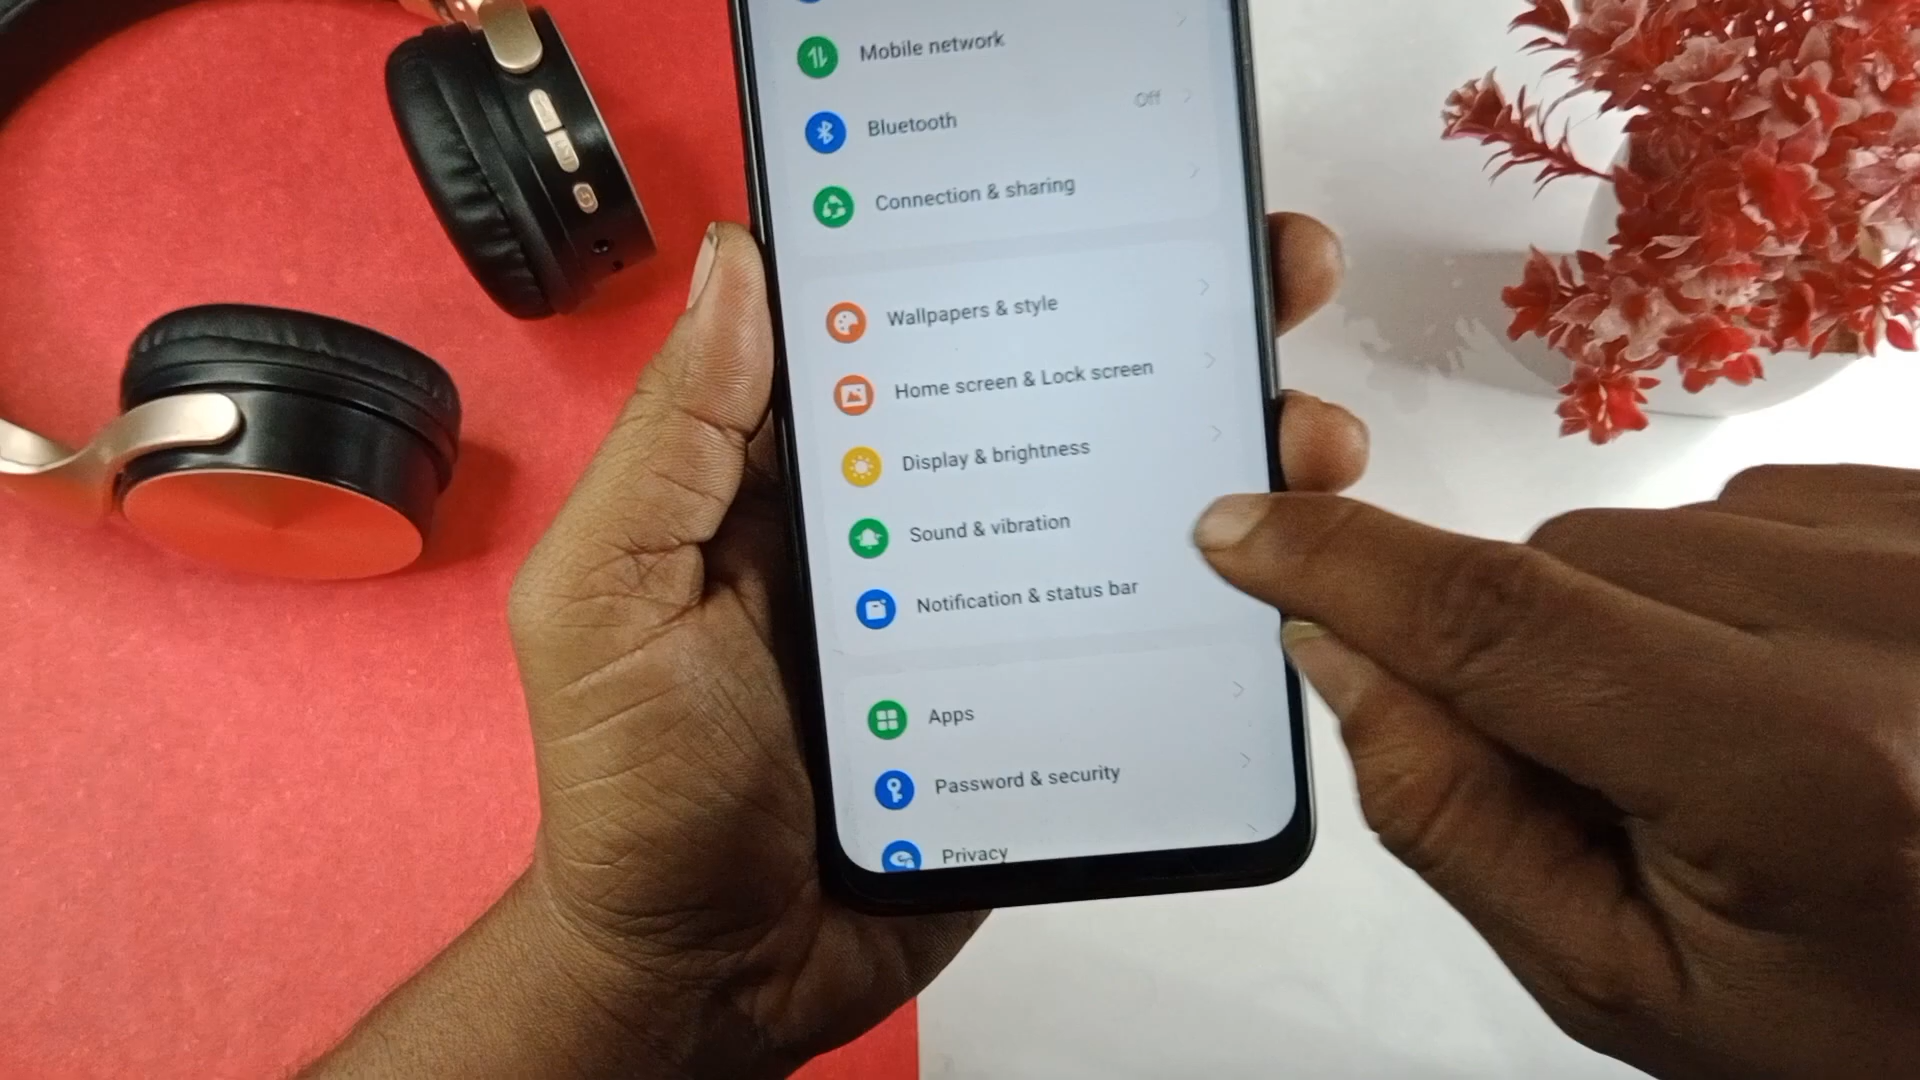 Mobile network
Bluetooth
Off
Connection & sharing
Wallpapers & style
Home screen & Lock screen
Display & brightness
Sound & vibration
Notification & status bar
Apps
Password & security
Privacy